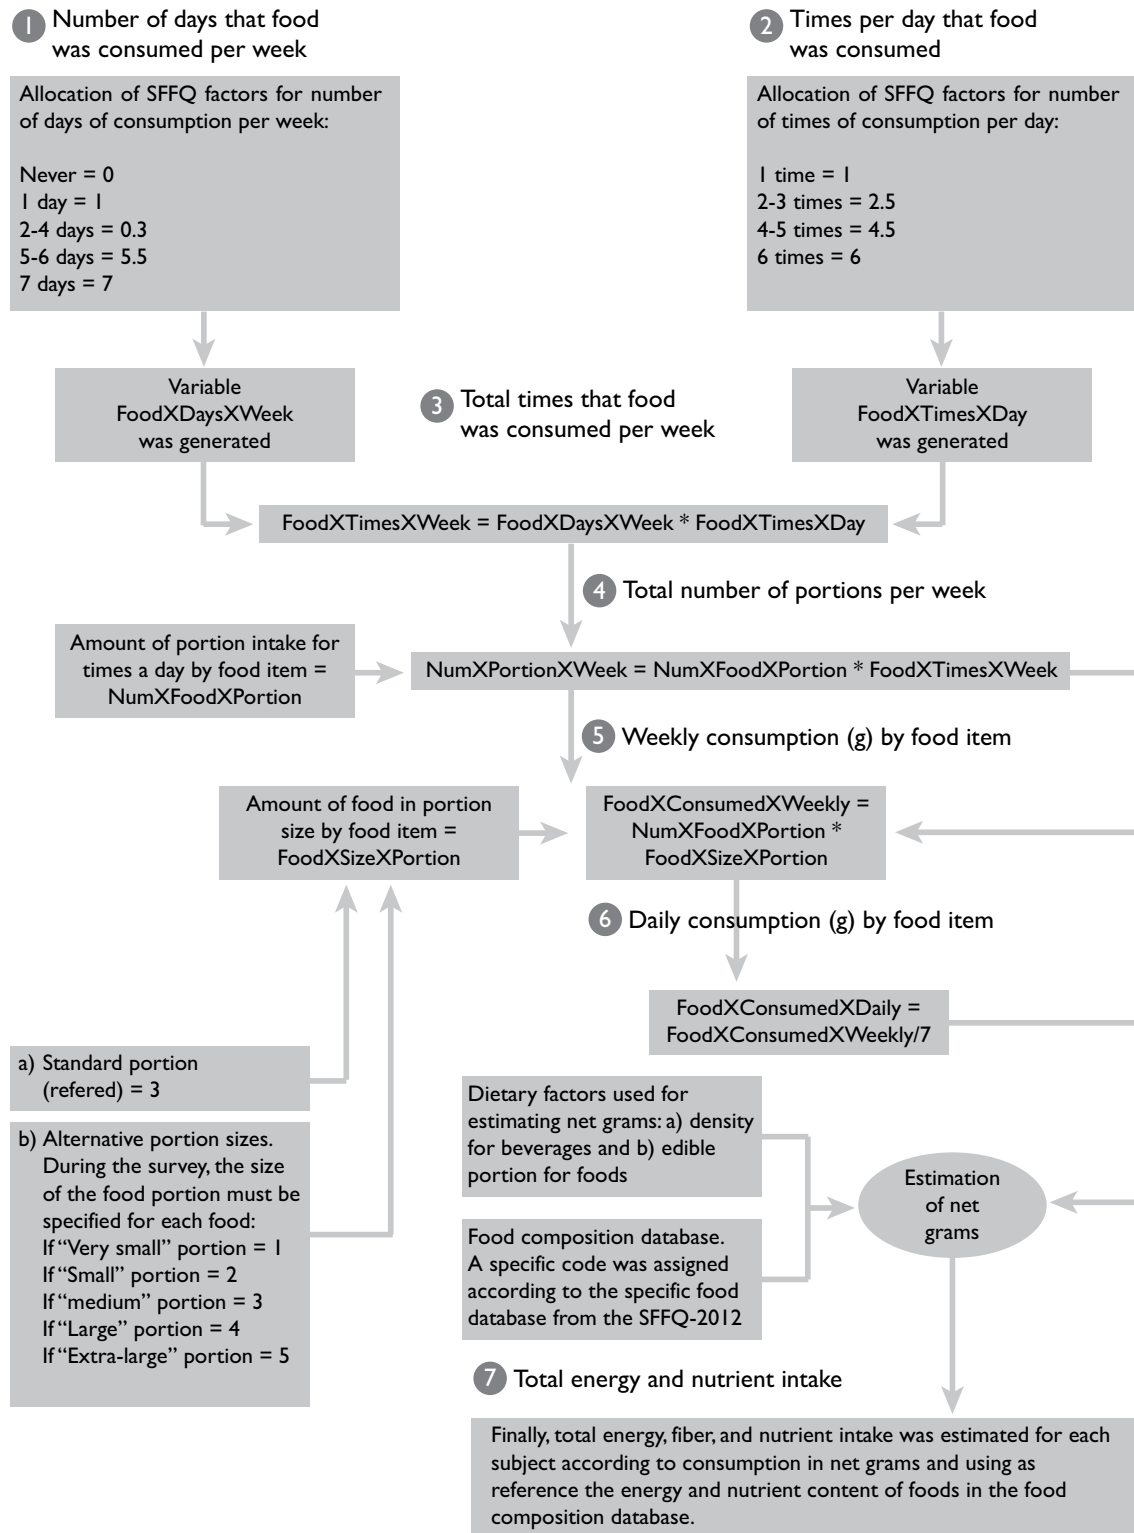 1 Number of days that food
was consumed per week
2 Times per day that food
was consumed
Allocation of SFFQ factors for number
of days of consumption per week:
Never = 0
1 day = 1
2-4 days = 0.3
5-6 days = 5.5
7 days = 7
Allocation of SFFQ factors for number
of times of consumption per day:
1 time = 1
2-3 times = 2.5
4-5 times = 4.5
6 times = 6
Variable
FoodXDaysXWeek
was generated
3 Total times that food
was consumed per week
Variable
FoodXTimesXDay
was generated
FoodXTimesXWeek = FoodXDaysXWeek * FoodXTimesXDay
4 Total number of portions per week
Amount of portion intake for
times a day by food item =
NumXFoodXPortion
NumXPortionXWeek = NumXFoodXPortion * FoodXTimesXWeek
5 Weekly consumption (g) by food item
Amount of food in portion
size by food item =
FoodXSizeXPortion
FoodXConsumedXWeekly =
NumXFoodXPortion *
FoodXSizeXPortion
6 Daily consumption (g) by food item
FoodXConsumedXDaily =
FoodXConsumedXWeekly/7
a) Standard portion
(refered) = 3
b) Alternative portion sizes.
During the survey, the size
of the food portion must be
specified for each food:
If “Very small” portion = 1
If “Small” portion = 2
If “medium” portion = 3
If “Large” portion = 4
If “Extra-large” portion = 5
Dietary factors used for
estimating net grams: a) density
for beverages and b) edible
portion for foods
Food composition database.
A specific code was assigned
according to the specific food
database from the SFFQ-2012
Estimation
of net
grams
7 Total energy and nutrient intake
Finally, total energy, fiber, and nutrient intake was estimated for each
subject according to consumption in net grams and using as
reference the energy and nutrient content of foods in the food
composition database.